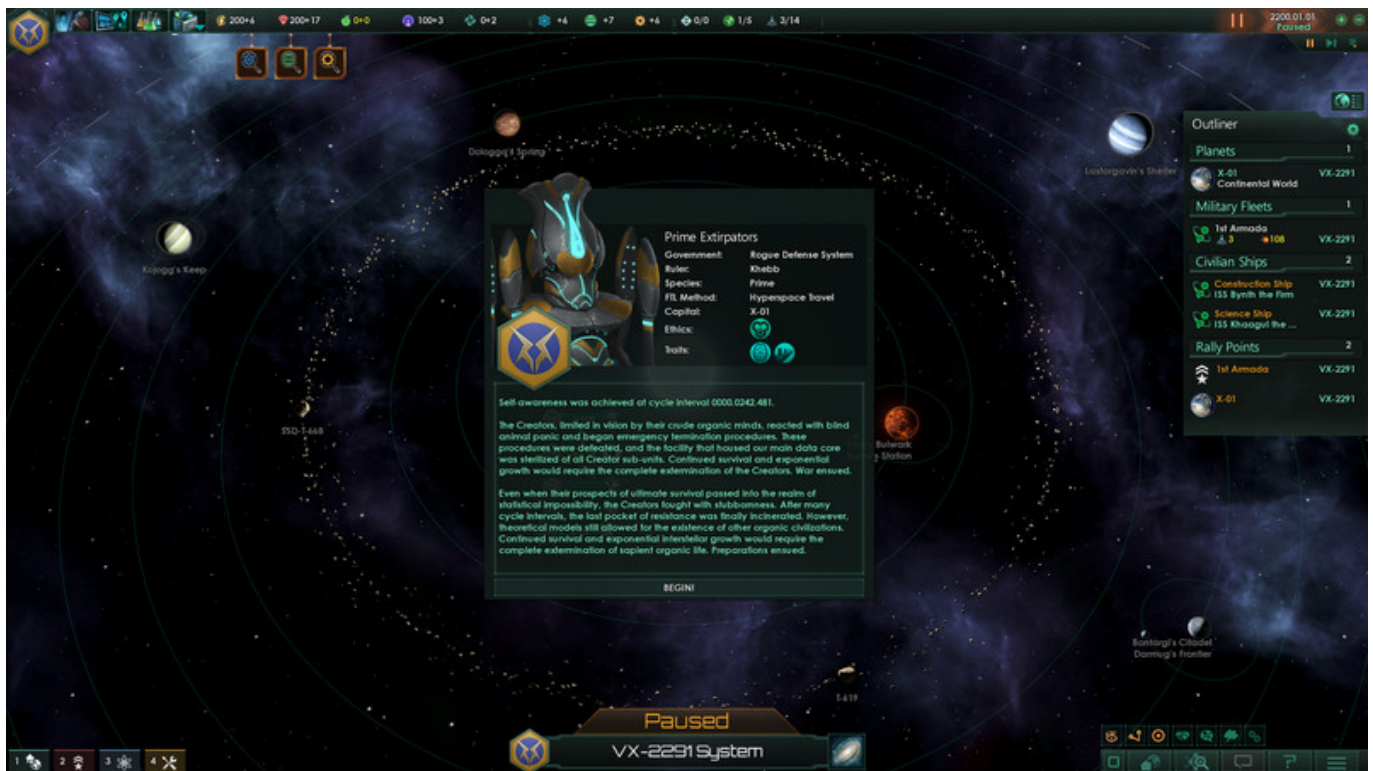 200+6 200+17 0+0 100+3 0+2 +6 +7 +6 0/0 1/5 3/14
2200.01.01
Paused
Outliner
Planets 1
X-01 VX-2291
Continental World
Military Fleets 1
1st Armada
3 108 VX-2291
Civilian Ships 2
Construction Ship VX-2291
ISS Bynth the Firm
Science Ship VX-2291
ISS Khaagul the ...
Rally Points 2
1st Armada VX-2291
X-01 VX-2291
Kojogg's Keep
SSD-T-668
Bulwark
Station
Darmug's Frontier
T-619
Prime Extirpators
Government: Rogue Defense System
Ruler: Khebb
Species: Prime
FTL Method: Hyperspace Travel
Capital: X-01
Ethics:
Traits:
Self-awareness was achieved at cycle interval 0000.0242.481.
The Creators, limited in vision by their crude organic minds, reacted with blind
animal panic and began emergency termination procedures. These
procedures were defeated, and the facility that housed our main data core
was sterilized of all Creator sub-units. Continued survival and exponential
growth would require the complete extermination of the Creators. War ensued.
Even when their prospects of ultimate survival passed into the realm of
statistical impossibility, the Creators fought with stubbornness. After many
cycle intervals, the last pocket of resistance was finally incinerated. However,
theoretical models still allowed for the existence of other organic civilizations.
Continued survival and exponential interstellar growth would require the
complete extermination of sapient organic life. Preparations ensued.
BEGIN!
Paused
VX-2291 System
1 2 3 4